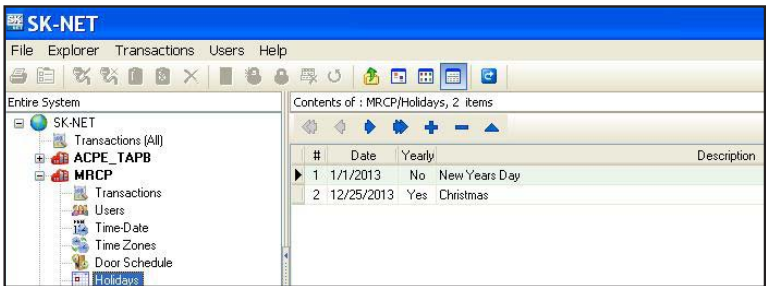 SK-NET
File Explorer Transactions Users Help
Entire System
Contents of : MRCP/Holidays, 2 items
SK-NET
Transactions (All)
ACPE_TAPB
MRCP
Transactions
Users
Time-Date
Time Zones
Door Schedule
Holidays
# Date Yearly Description
1 1/1/2013 No New Years Day
2 12/25/2013 Yes Christmas